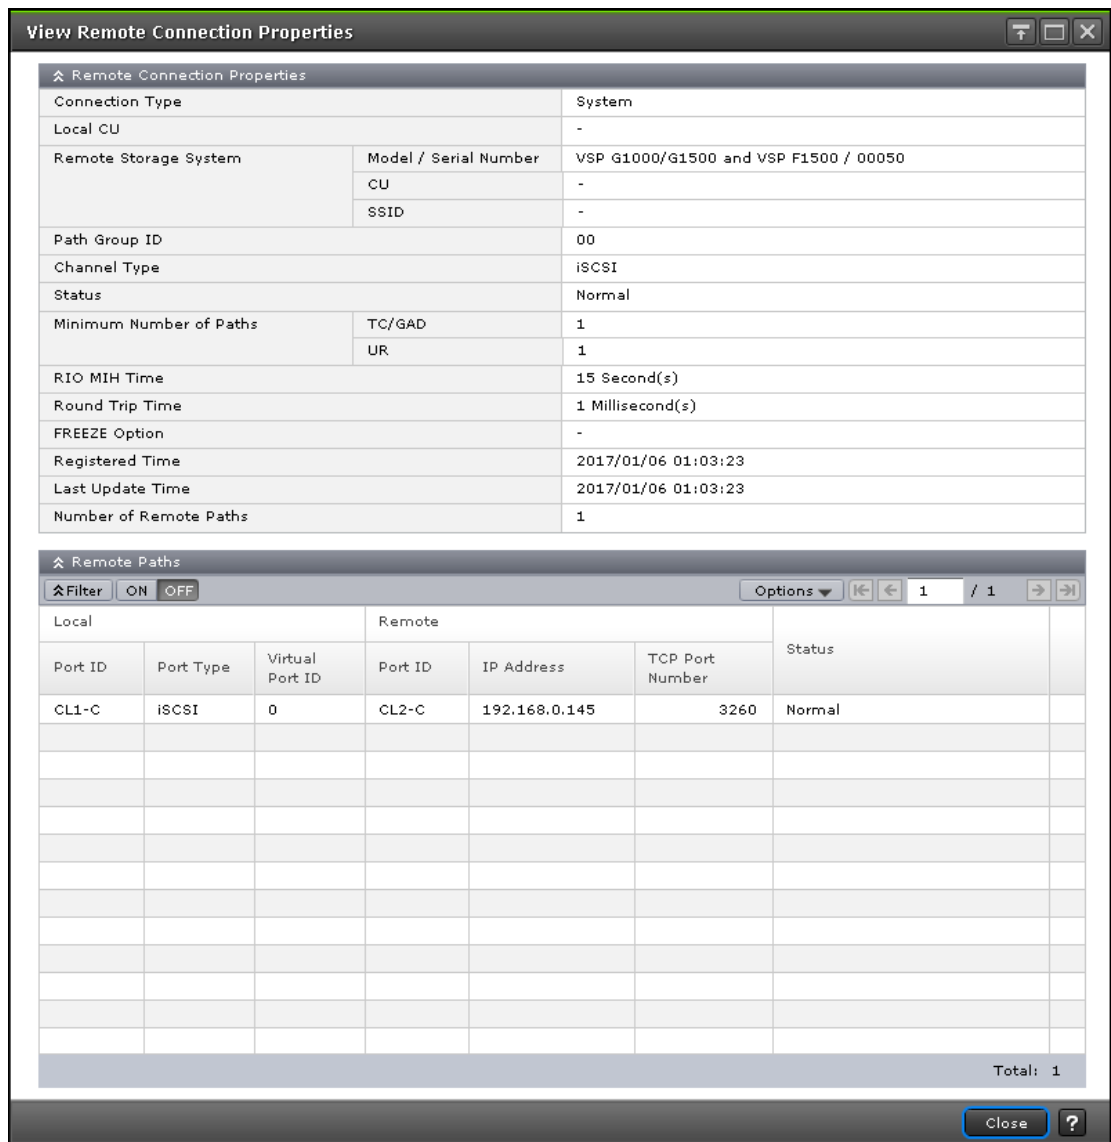 View Remote Connection Properties
Remote Connection Properties
Connection Type System
Local CU -
Remote Storage System Model / Serial Number VSP G1000/G1500 and VSP F1500 / 00050
CU -
SSID -
Path Group ID 00
Channel Type iSCSI
Status Normal
Minimum Number of Paths TC/GAD 1
UR 1
RIO MIH Time 15 Second(s)
Round Trip Time 1 Millisecond(s)
FREEZE Option -
Registered Time 2017/01/06 01:03:23
Last Update Time 2017/01/06 01:03:23
Number of Remote Paths 1
Remote Paths
Filter ON OFF Options 1 / 1
Local Remote Status
Port ID Port Type Virtual Port ID Port ID IP Address TCP Port Number
CL1-C iSCSI 0 CL2-C 192.168.0.145 3260 Normal
Total: 1
Close ?